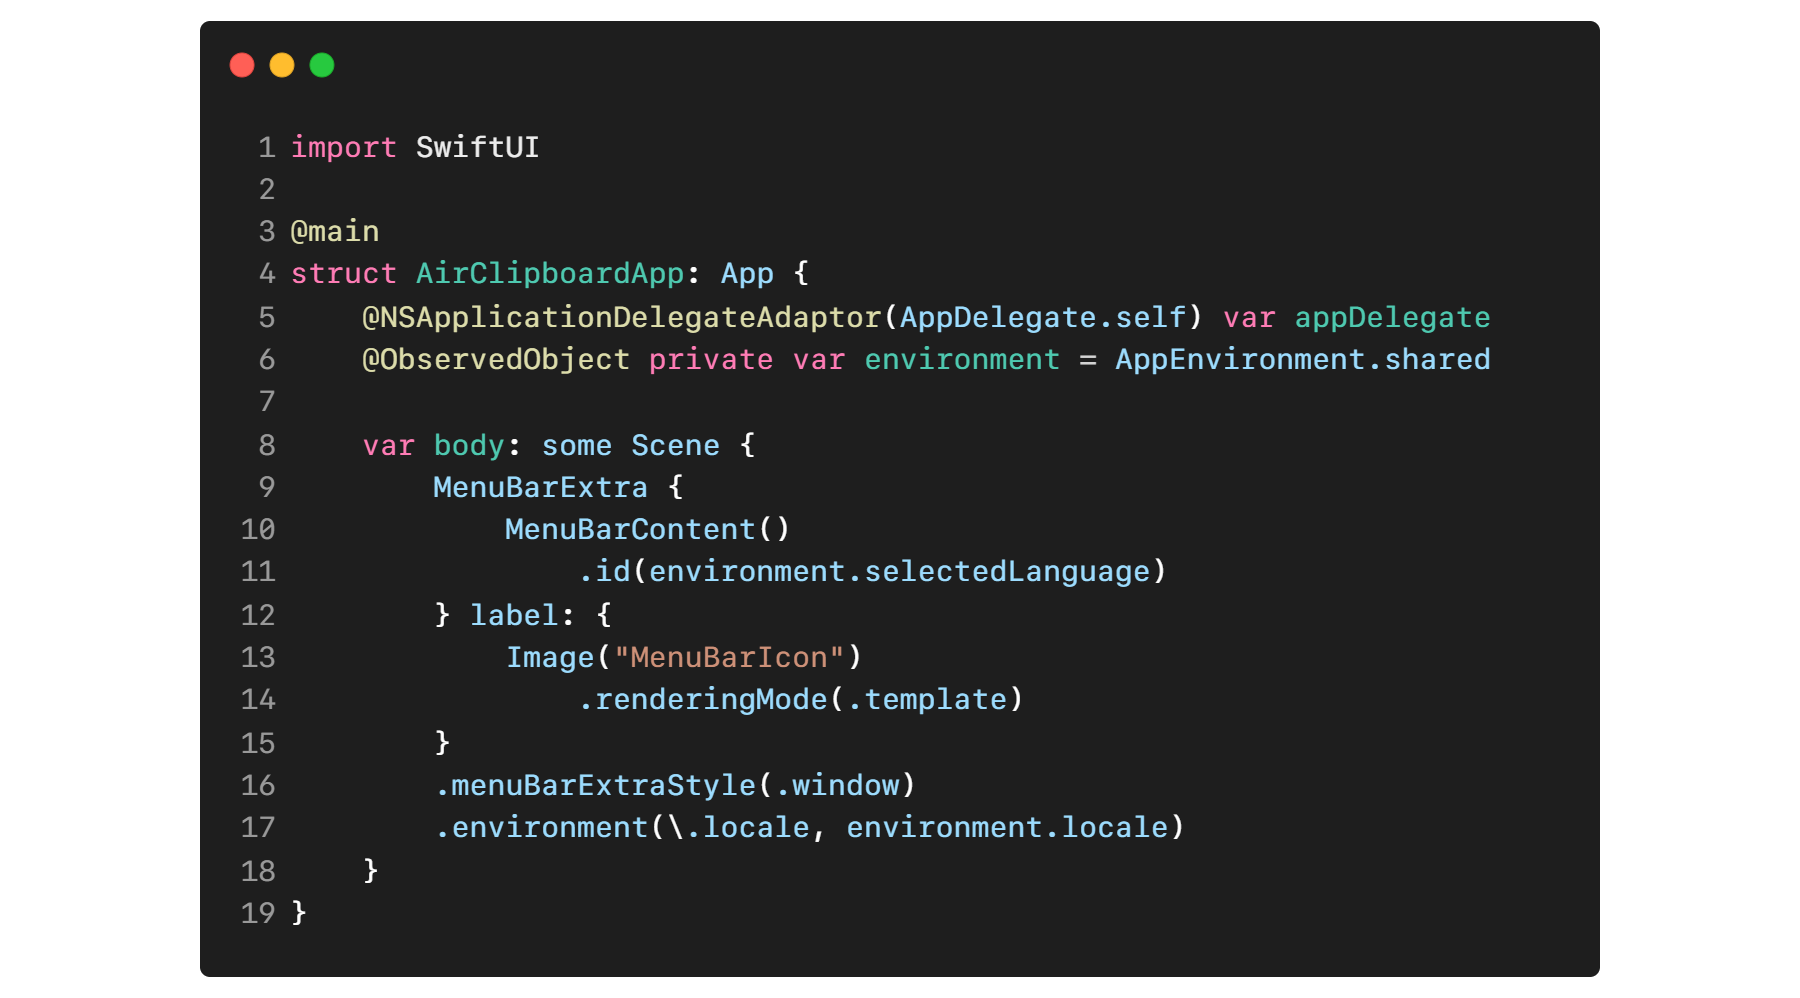 1 import SwiftUI
2
3 @main
4 struct AirClipboardApp: App {
5     @NSApplicationDelegateAdaptor(AppDelegate.self) var appDelegate
6     @ObservedObject private var environment = AppEnvironment.shared
7
8     var body: some Scene {
9         MenuBarExtra {
10             MenuBarContent()
11                 .id(environment.selectedLanguage)
12         } label: {
13             Image("MenuBarIcon")
14                 .renderingMode(.template)
15         }
16         .menuBarExtraStyle(.window)
17         .environment(\.locale, environment.locale)
18     }
19 }